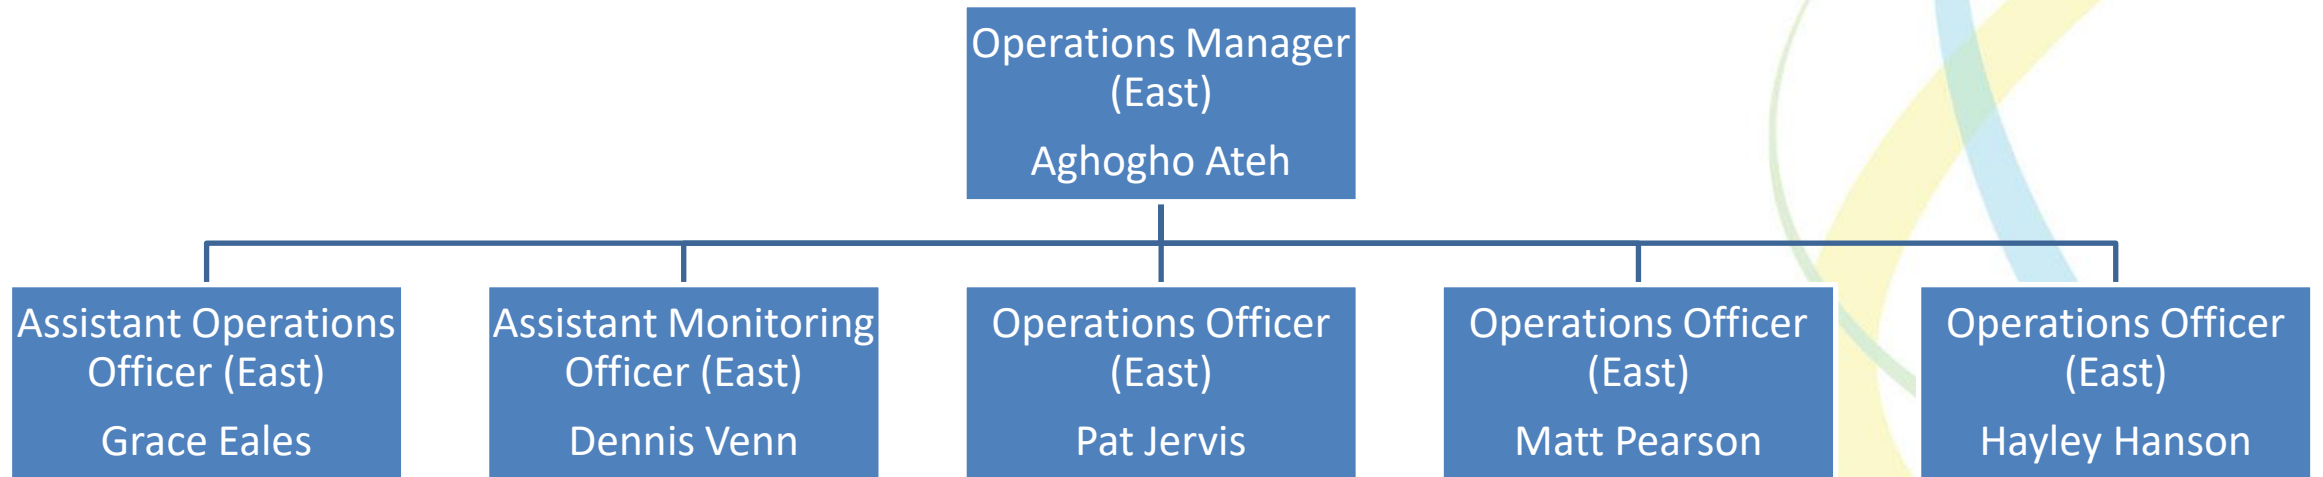 Operations Manager
(East)
Aghogho Ateh
Assistant Operations
Officer (East)
Grace Eales
Assistant Monitoring
Officer (East)
Dennis Venn
Operations Officer
(East)
Pat Jervis
Operations Officer
(East)
Matt Pearson
Operations Officer
(East)
Hayley Hanson